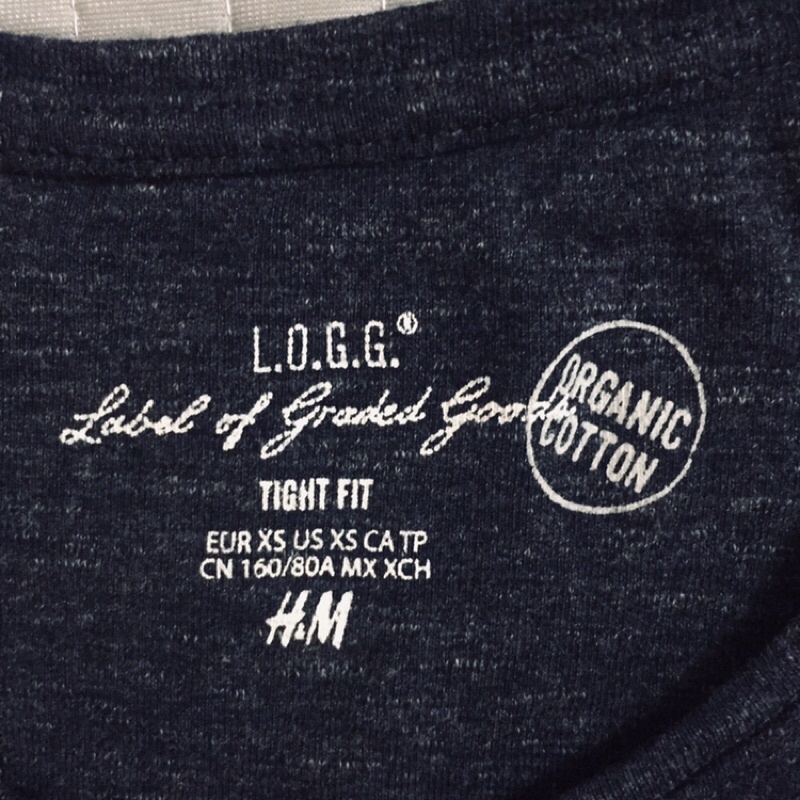 L.O.G.G.®
Label of Graded Goods
ORGANIC
COTTON
TIGHT FIT
EUR XS US XS CA TP
CN 160/80A MX XCH
H&M